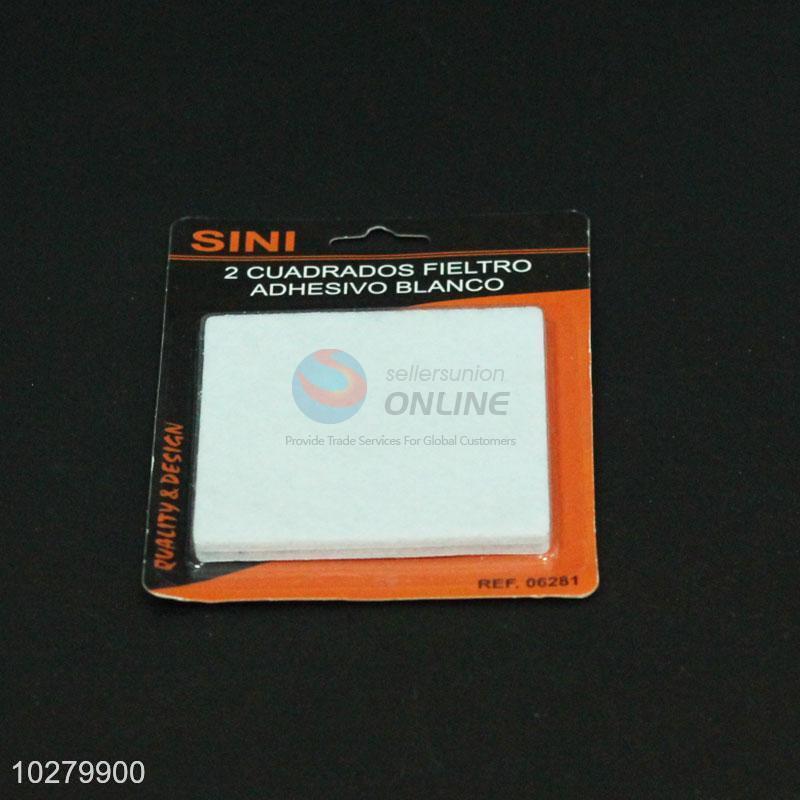 SINI
2 CUADRADOS FIELTRO
ADHESIVO BLANCO
sellersunion
ONLINE
Provide Trade Services For Global Customers
QUALITY & DESIGN
REF. 06281
10279900